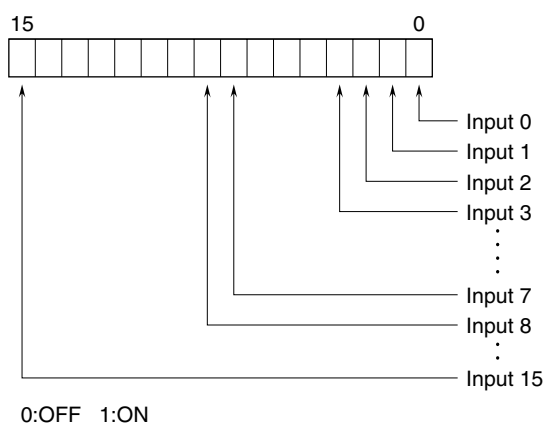 15 0
Input 0
Input 1
Input 2
Input 3
Input 7
Input 8
Input 15
0:OFF 1:ON